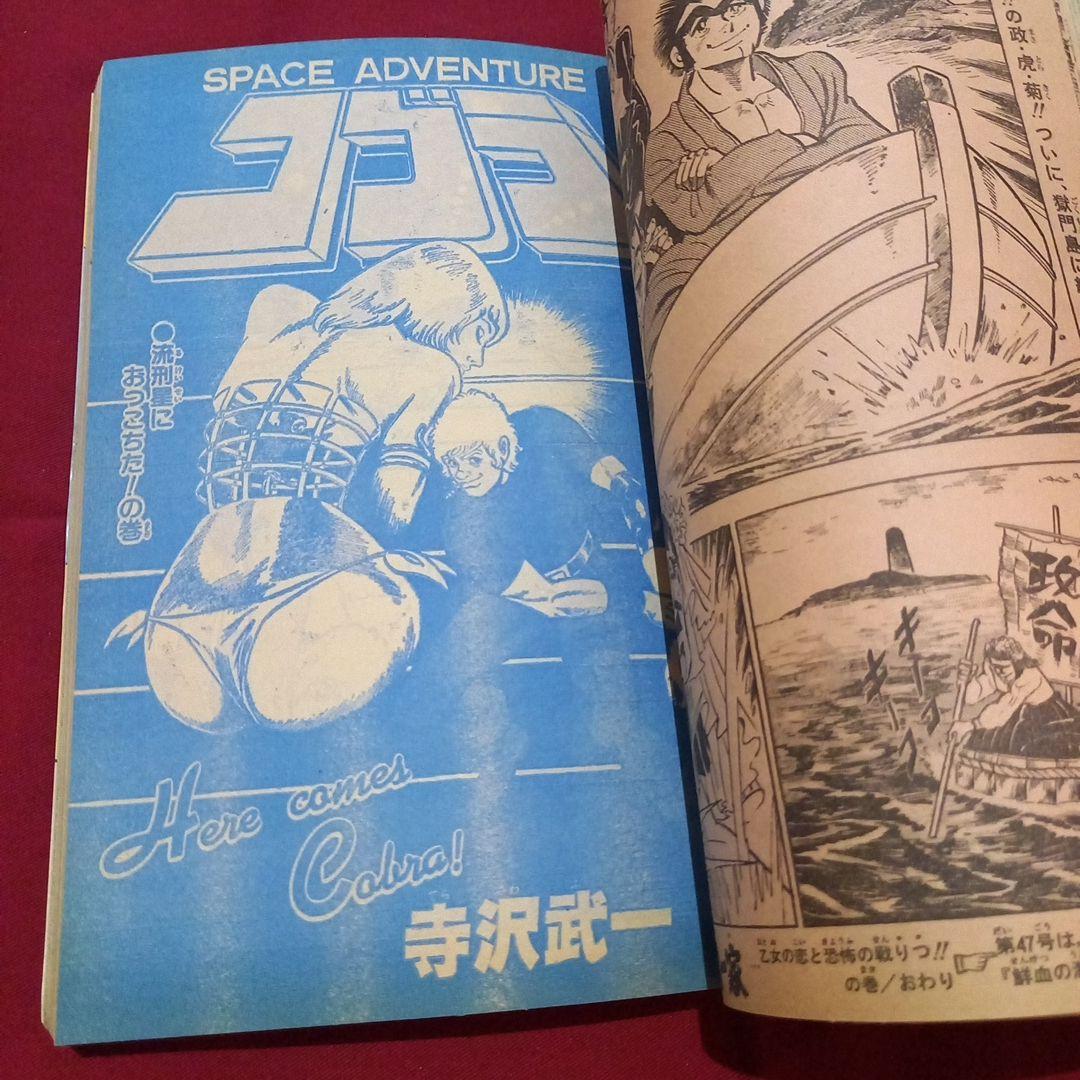 SPACE ADVENTURE
コブラ
●流刑星に
おっこちたーの巻
Here comes
Cobra!
寺沢武一
の政・虎・菊!!ついに、獄門島に
政
命
ギ
ギ
乙女の恋と恐怖の戦りつ!!
の巻/おわり
第47号は、
『鮮血の